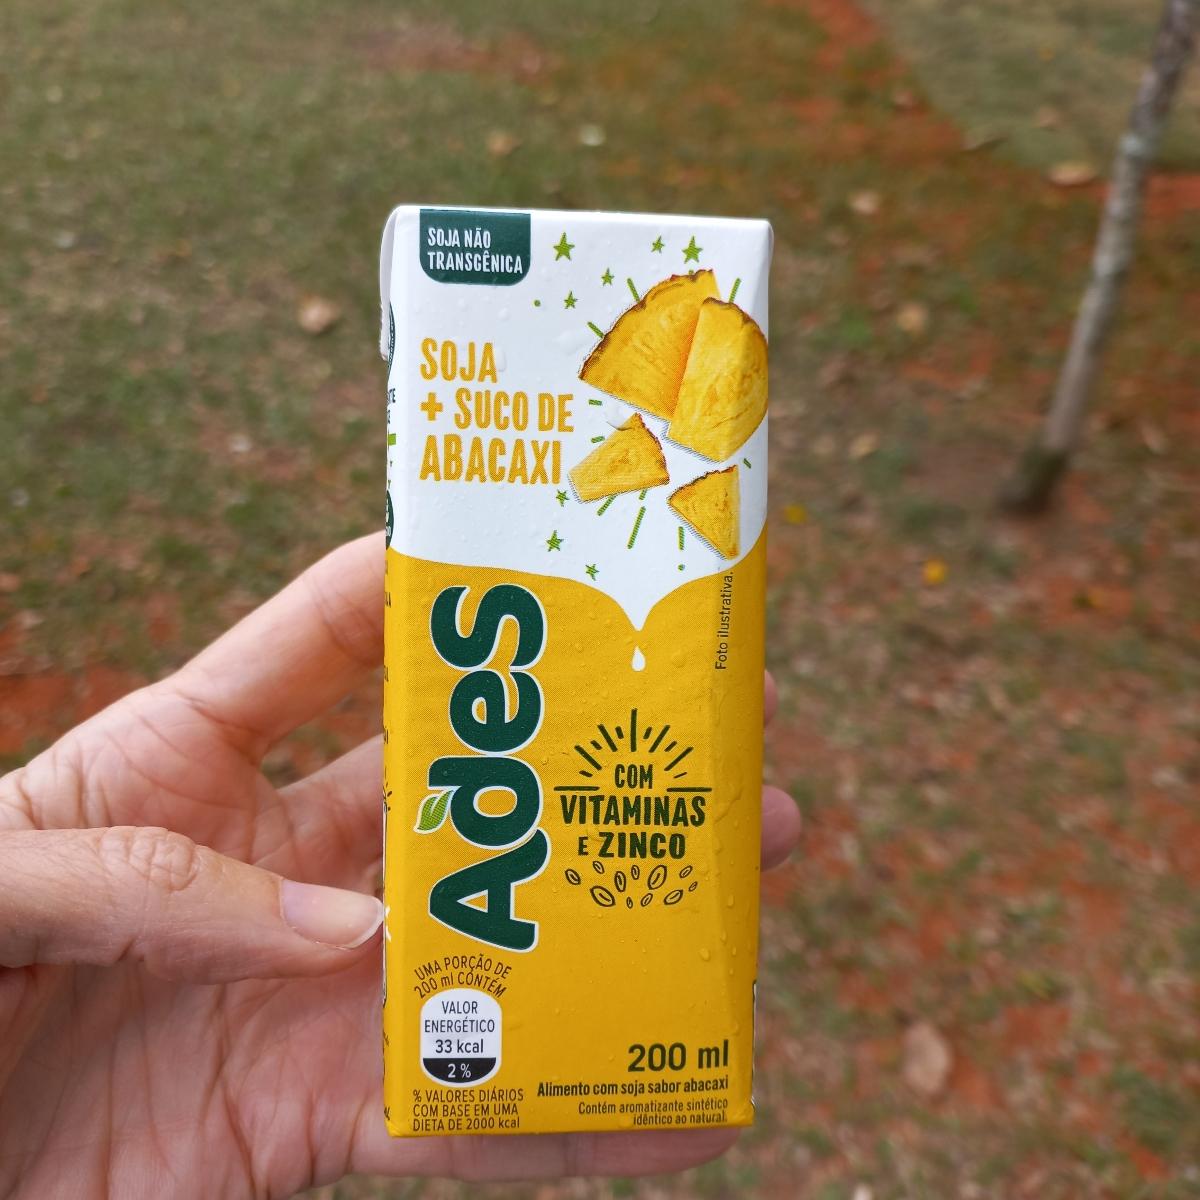 SOJA NÃO
TRANSGÊNICA
SOJA
+ SUCO DE
ABACAXI
Foto ilustrativa.
AdeS
COM
VITAMINAS
E ZINCO
UMA PORÇÃO DE
200 ml CONTÉM
VALOR
ENERGÉTICO
33 kcal
2 %
% VALORES DIÁRIOS
COM BASE EM UMA
DIETA DE 2000 kcal
200 ml
Alimento com soja sabor abacaxi
Contém aromatizante sintético
idêntico ao natural.